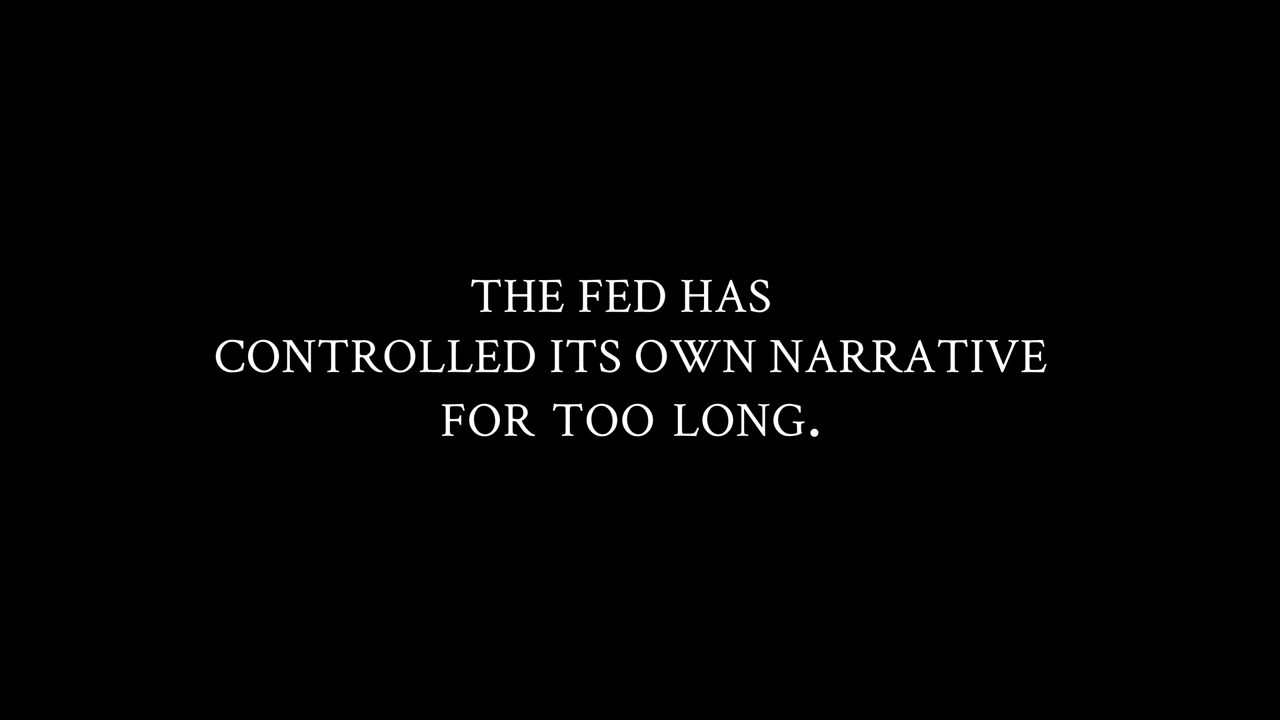 THE FED HAS
CONTROLLED ITS OWN NARRATIVE
FOR TOO LONG.